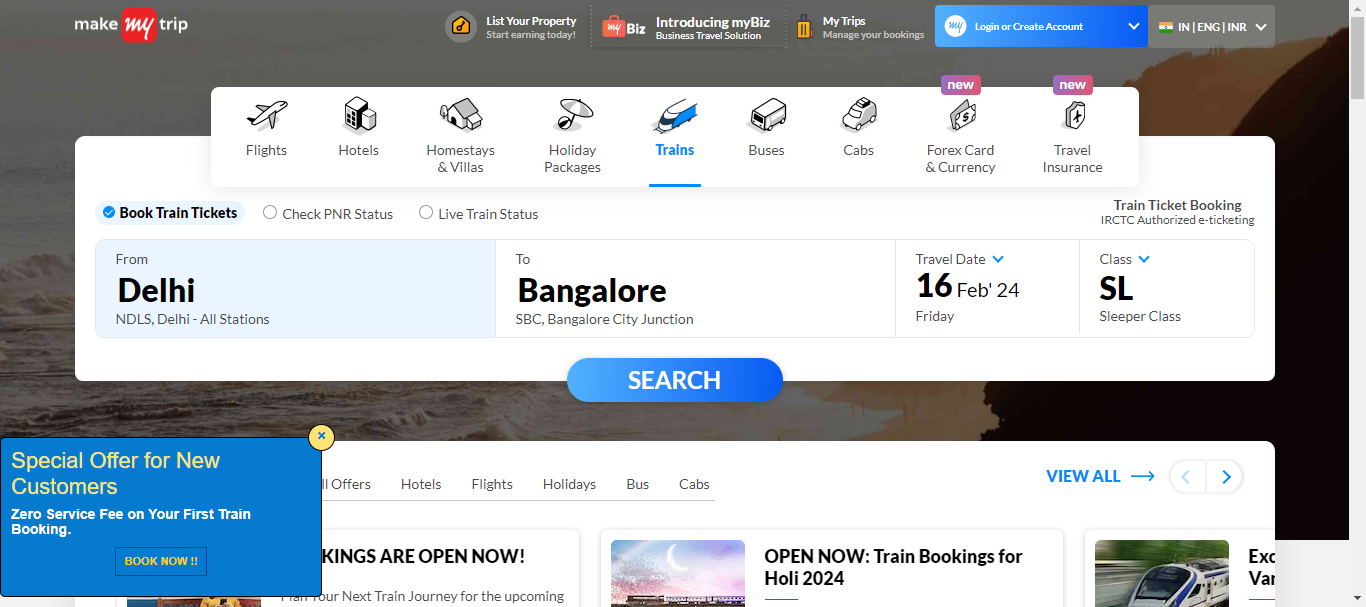 make my trip
List Your Property
Start earning today!
my Biz
Introducing myBiz
Business Travel Solution
My Trips
Manage your bookings
my Login or Create Account
IN | ENG | INR
new
new
Flights
Hotels
Homestays
& Villas
Holiday
Packages
Trains
Buses
Cabs
Forex Card
& Currency
Travel
Insurance
Book Train Tickets
Check PNR Status
Live Train Status
Train Ticket Booking
IRCTC Authorized e-ticketing
From
Delhi
NDLS, Delhi - All Stations
To
Bangalore
SBC, Bangalore City Junction
Travel Date
16 Feb' 24
Friday
Class
SL
Sleeper Class
SEARCH
×
Special Offer for New
Customers
Zero Service Fee on Your First Train
Booking.
BOOK NOW !!
ll Offers
Hotels
Flights
Holidays
Bus
Cabs
VIEW ALL
KINGS ARE OPEN NOW!
Plan Your Next Train Journey for the upcoming
OPEN NOW: Train Bookings for
Holi 2024
Exc
Var